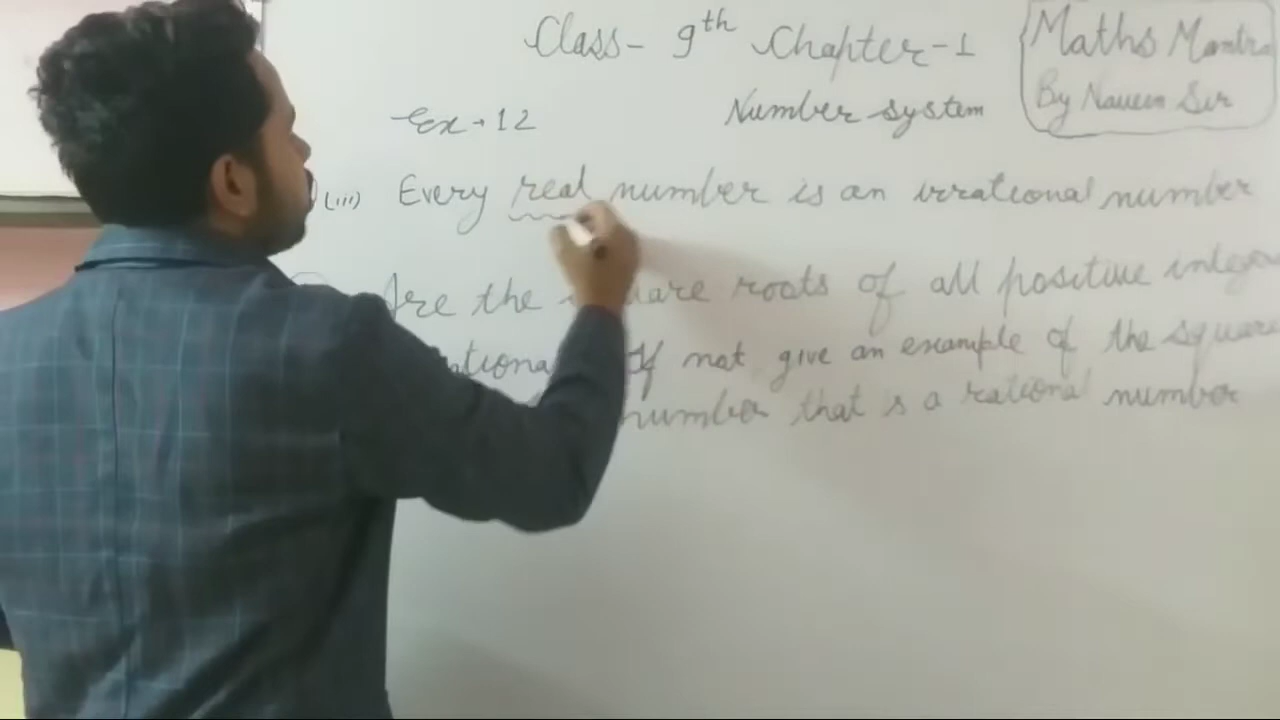 Class- 9th Chapter-1
Maths Mantra
By Naveen Sir
Ex-12
Number system
(iii) Every real number is an irrational number
Are the square roots of all positive
If not give an example of the square
number that is a rational number